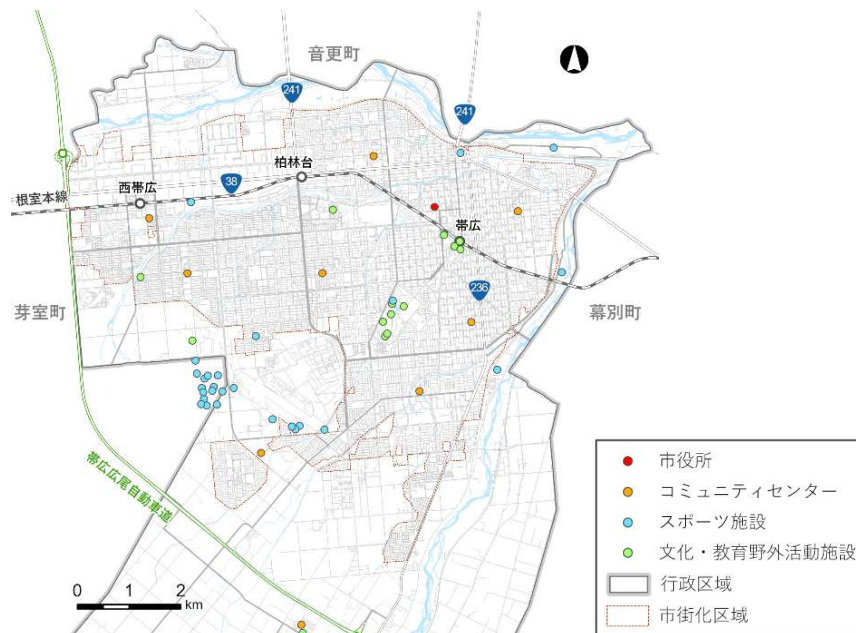 音更町
241
241
柏林台
根室本線
西帯広
38
帯広
236
芽室町
幕別町
帯広広尾自動車道
0 1 2
km
市役所
コミュニティセンター
スポーツ施設
文化・教育野外活動施設
行政区域
市街化区域